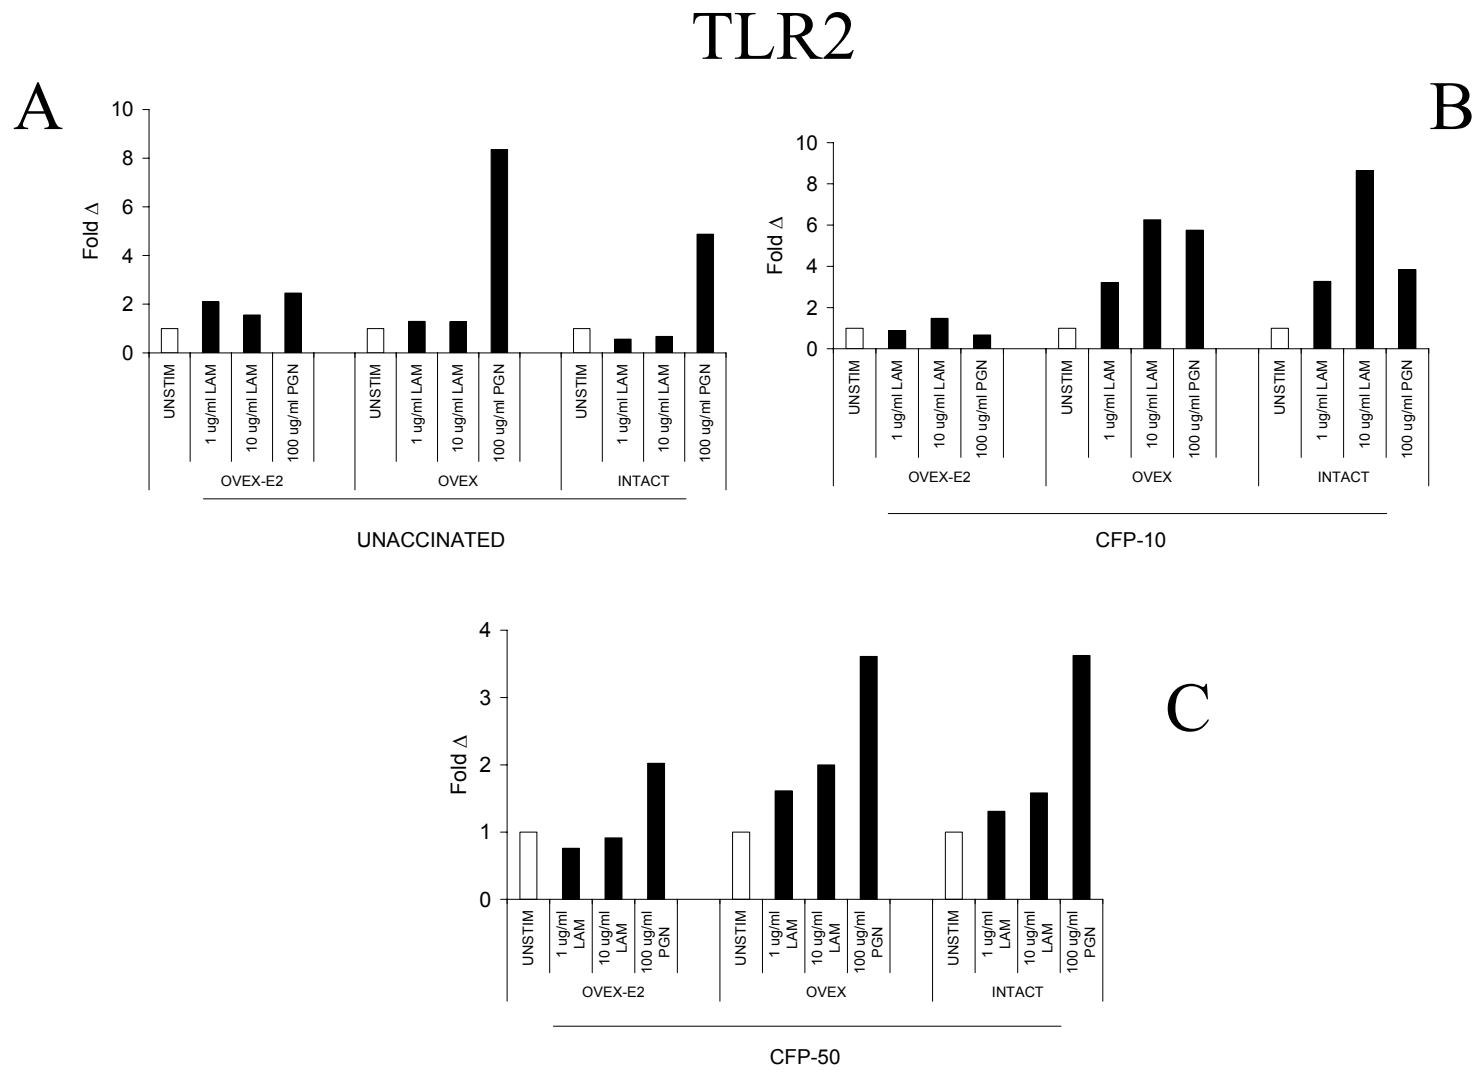 TLR2
A
10
8
6
4
2
0
Fold Δ
UNSTIM
1 ug/ml LAM
10 ug/ml LAM
100 ug/ml PGN
UNSTIM
1 ug/ml LAM
10 ug/ml LAM
100 ug/ml PGN
UNSTIM
1 ug/ml LAM
10 ug/ml LAM
100 ug/ml PGN
OVEX-E2
OVEX
INTACT
UNACCINATED
B
10
8
6
4
2
0
Fold Δ
UNSTIM
1 ug/ml LAM
10 ug/ml LAM
100 ug/ml PGN
UNSTIM
1 ug/ml LAM
10 ug/ml LAM
100 ug/ml PGN
UNSTIM
1 ug/ml LAM
10 ug/ml LAM
100 ug/ml PGN
OVEX-E2
OVEX
INTACT
CFP-10
C
4
3
2
1
0
Fold Δ
UNSTIM
1 ug/ml
LAM
10 ug/ml
LAM
100 ug/ml
PGN
UNSTIM
1 ug/ml
LAM
10 ug/ml
LAM
100 ug/ml
PGN
UNSTIM
1 ug/ml
LAM
10 ug/ml
LAM
100 ug/ml
PGN
OVEX-E2
OVEX
INTACT
CFP-50